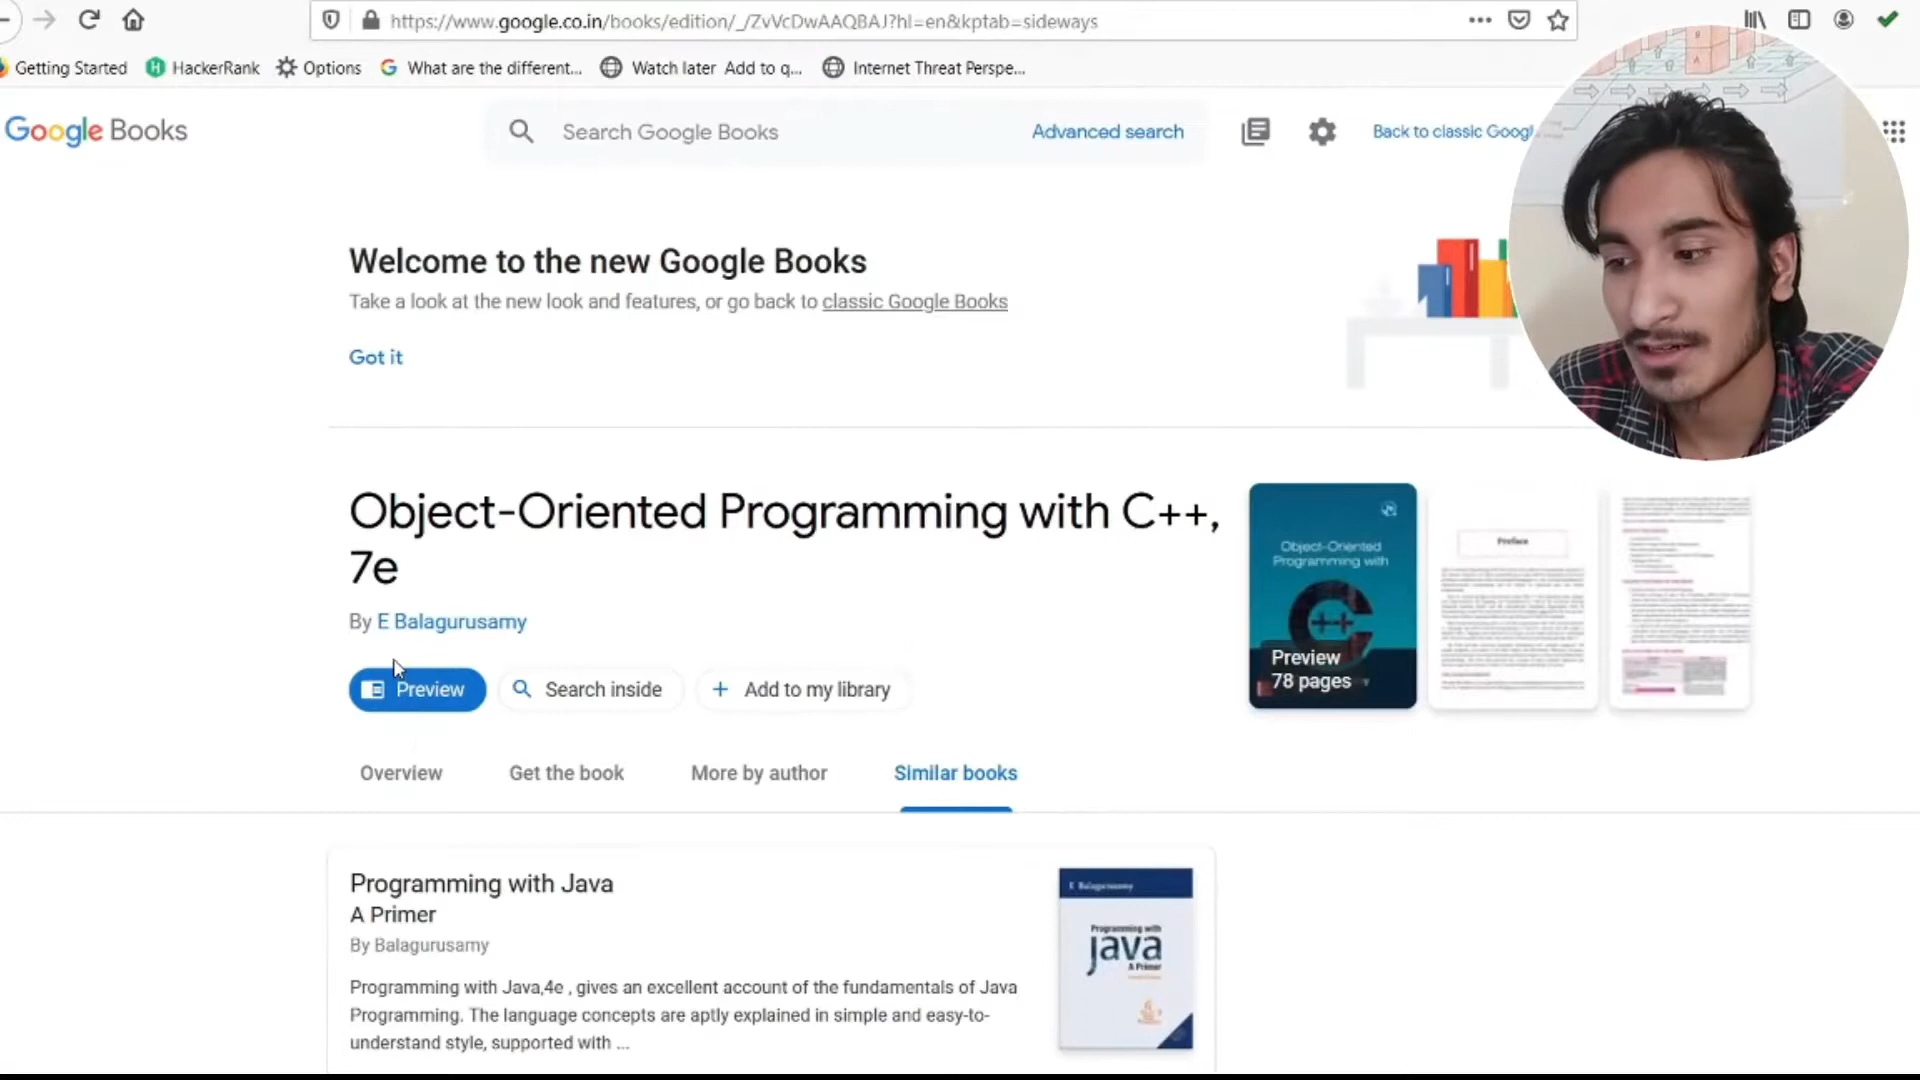 https://www.google.co.in/books/edition/_/ZvVcDwAAQBAJ?hl=en&kptab=sideways
Getting Started HackerRank Options What are the different... Watch later Add to q... Internet Threat Perspe...
Google Books Search Google Books Advanced search Back to classic Googl
Welcome to the new Google Books
Take a look at the new look and features, or go back to classic Google Books
Got it
Object-Oriented Programming with C++,
7e
By E Balagurusamy
Preview Search inside Add to my library
Object-Oriented
Programming with
C++
Preview
78 pages
Preface
Overview Get the book More by author Similar books
Programming with Java
A Primer
By Balagurusamy
Programming with Java,4e , gives an excellent account of the fundamentals of Java
Programming. The language concepts are aptly explained in simple and easy-to-
understand style, supported with ...
E Balagurusamy
Programming with
java
A Primer